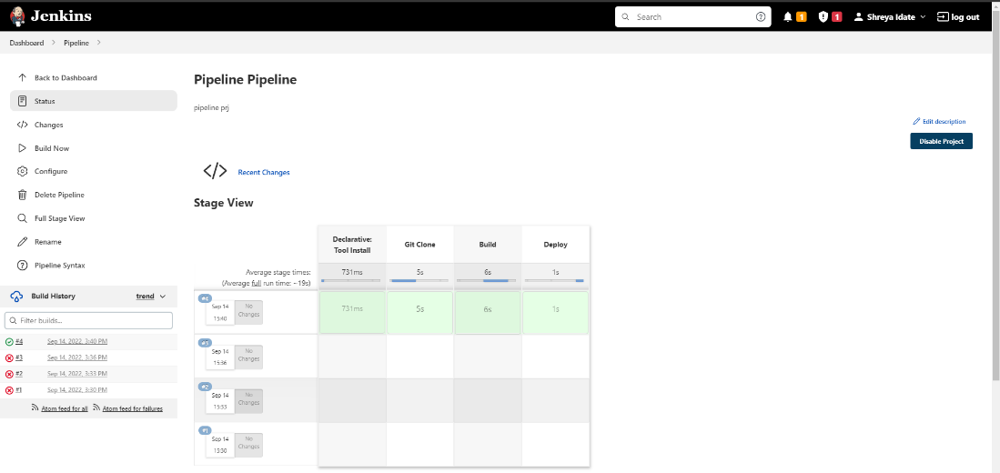 Jenkins
Search
1
1
Shreya Idate
log out
Dashboard
Pipeline
Back to Dashboard
Status
Changes
Build Now
Configure
Delete Pipeline
Full Stage View
Rename
Pipeline Syntax
Build History
trend
Filter builds...
#4 Sep 14, 2022, 3:40 PM
#3 Sep 14, 2022, 3:36 PM
#2 Sep 14, 2022, 3:33 PM
#1 Sep 14, 2022, 3:30 PM
Atom feed for all
Atom feed for failures
Pipeline Pipeline
pipeline prj
Edit description
Disable Project
Recent Changes
Stage View
Declarative:
Tool Install
Git Clone
Build
Deploy
Average stage times:
(Average full run time: ~19s)
731ms
5s
6s
1s
#4
Sep 14
15:40
No
Changes
731ms
5s
6s
1s
#3
Sep 14
15:36
No
Changes
#2
Sep 14
15:33
No
Changes
#1
Sep 14
15:30
No
Changes